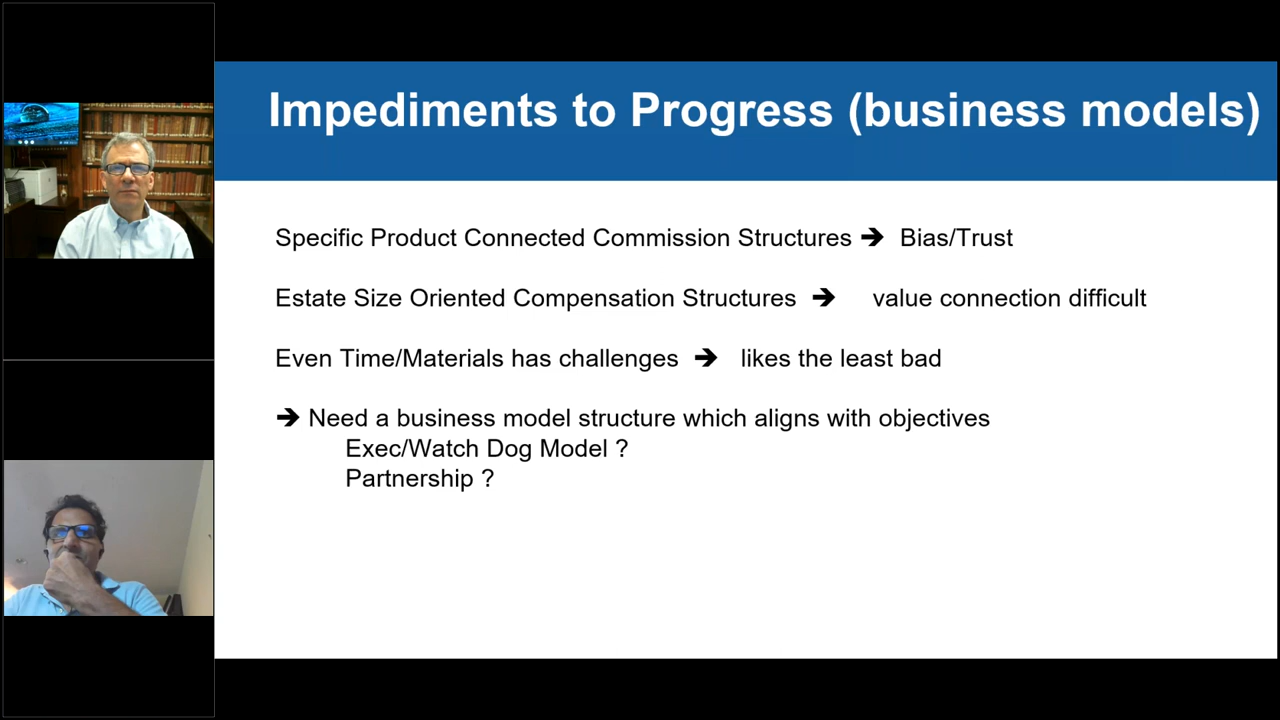 Impediments to Progress (business models)
Specific Product Connected Commission Structures 🡪 Bias/Trust
Estate Size Oriented Compensation Structures 🡪 value connection difficult
Even Time/Materials has challenges 🡪 likes the least bad
🡪 Need a business model structure which aligns with objectives
Exec/Watch Dog Model ?
Partnership ?